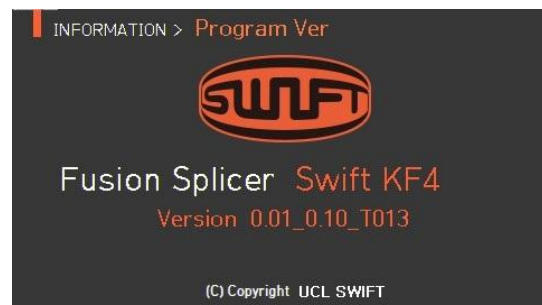 INFORMATION > Program Ver
SWIFT
Fusion Splicer Swift KF4
Version 0.01_0.10_T013
(C) Copyright UCL SWIFT